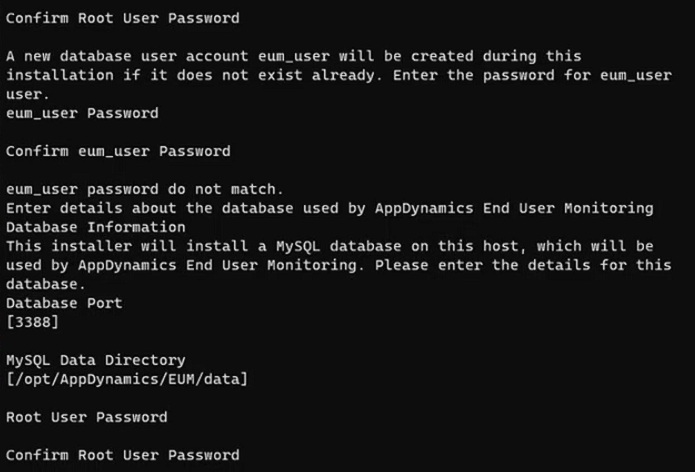 Confirm Root User Password
A new database user account eum_user will be created during this
installation if it does not exist already. Enter the password for eum_user
user.
eum_user Password
Confirm eum_user Password
eum_user password do not match.
Enter details about the database used by AppDynamics End User Monitoring
Database Information
This installer will install a MySQL database on this host, which will be
used by AppDynamics End User Monitoring. Please enter the details for this
database.
Database Port
[3388]
MySQL Data Directory
[/opt/AppDynamics/EUM/data]
Root User Password
Confirm Root User Password